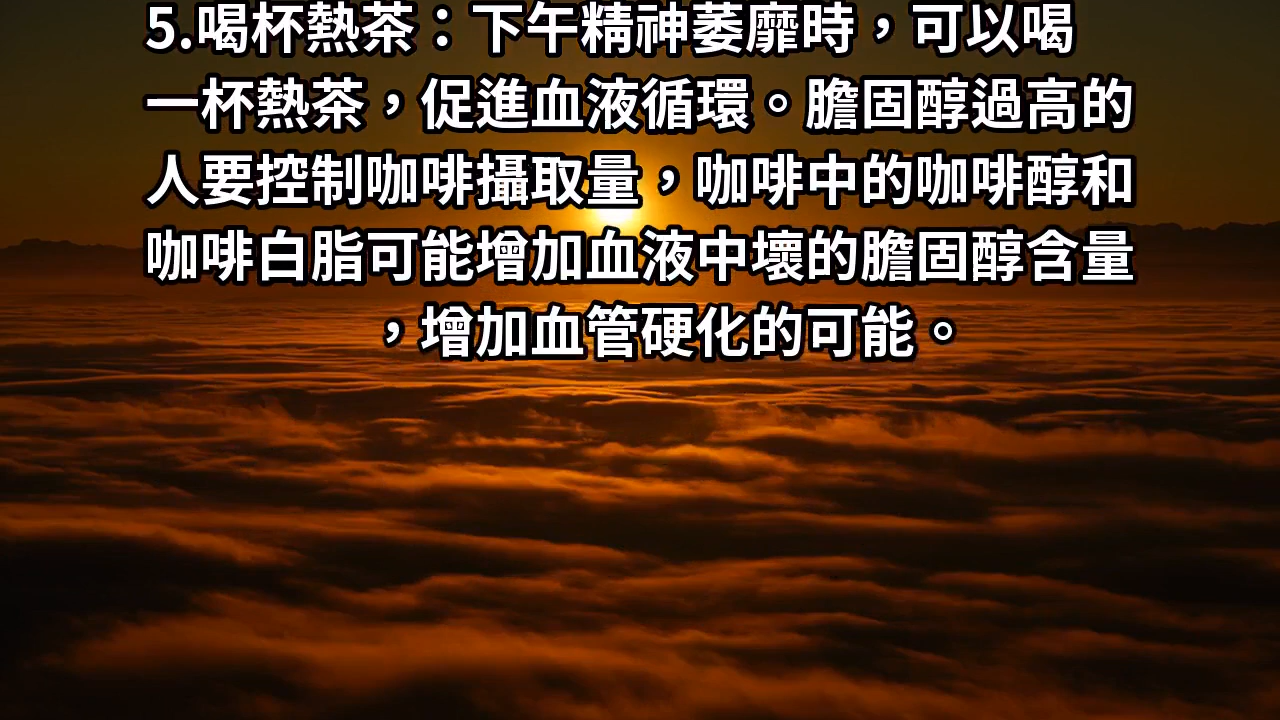 5.喝杯熱茶：下午精神萎靡時，可以喝
一杯熱茶，促進血液循環。膽固醇過高的
人要控制咖啡攝取量，咖啡中的咖啡醇和
咖啡白脂可能增加血液中壞的膽固醇含量
，增加血管硬化的可能。